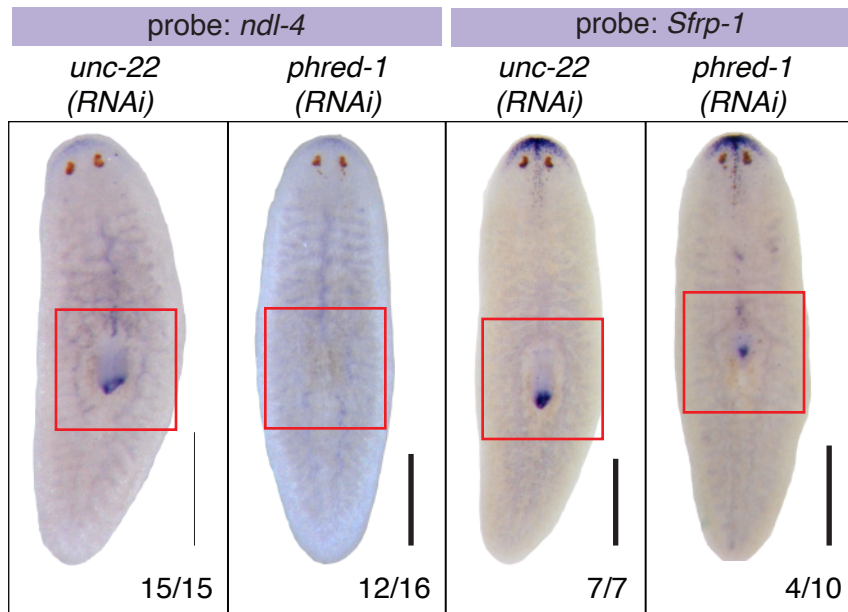 probe: ndl-4
probe: Sfrp-1
unc-22
(RNAi)
phred-1
(RNAi)
unc-22
(RNAi)
phred-1
(RNAi)
15/15
12/16
7/7
4/10